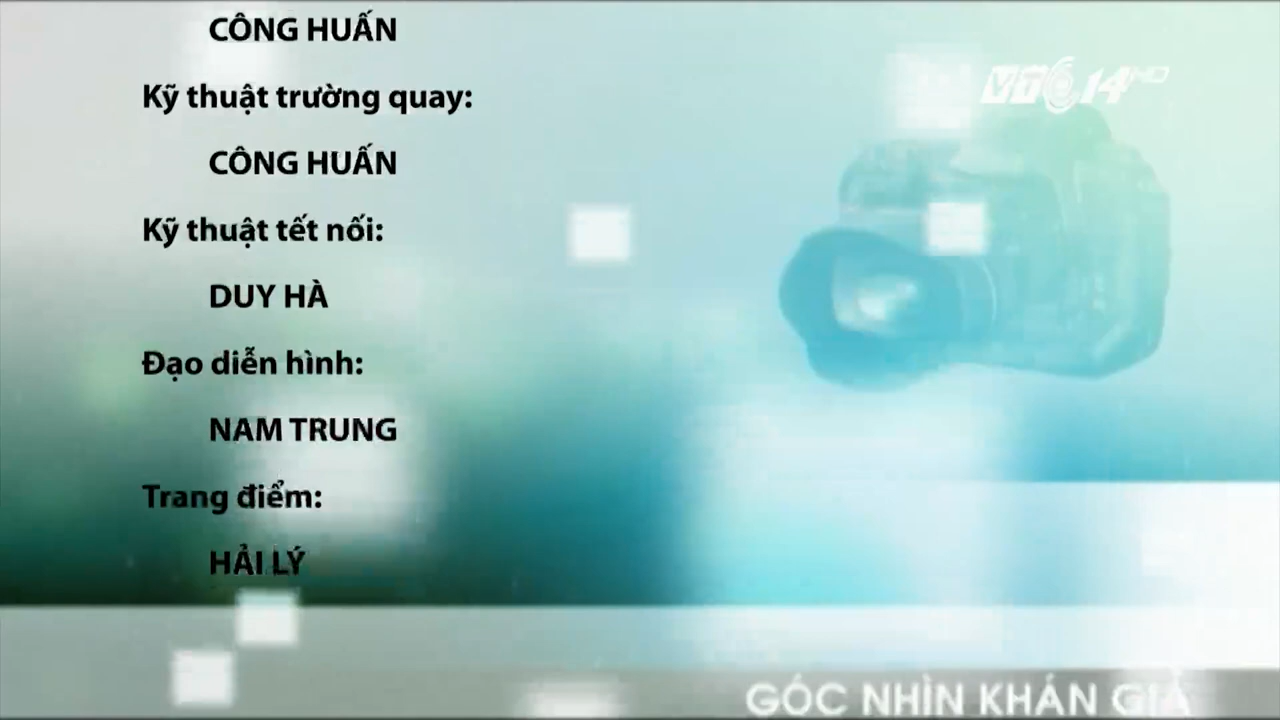 CÔNG HUẤN
Kỹ thuật trường quay:
CÔNG HUẤN
Kỹ thuật tết nối:
DUY HÀ
Đạo diễn hình:
NAM TRUNG
Trang điểm:
HẢI LÝ
VTC14 HD
GÓC NHÌN KHÁN GIẢ